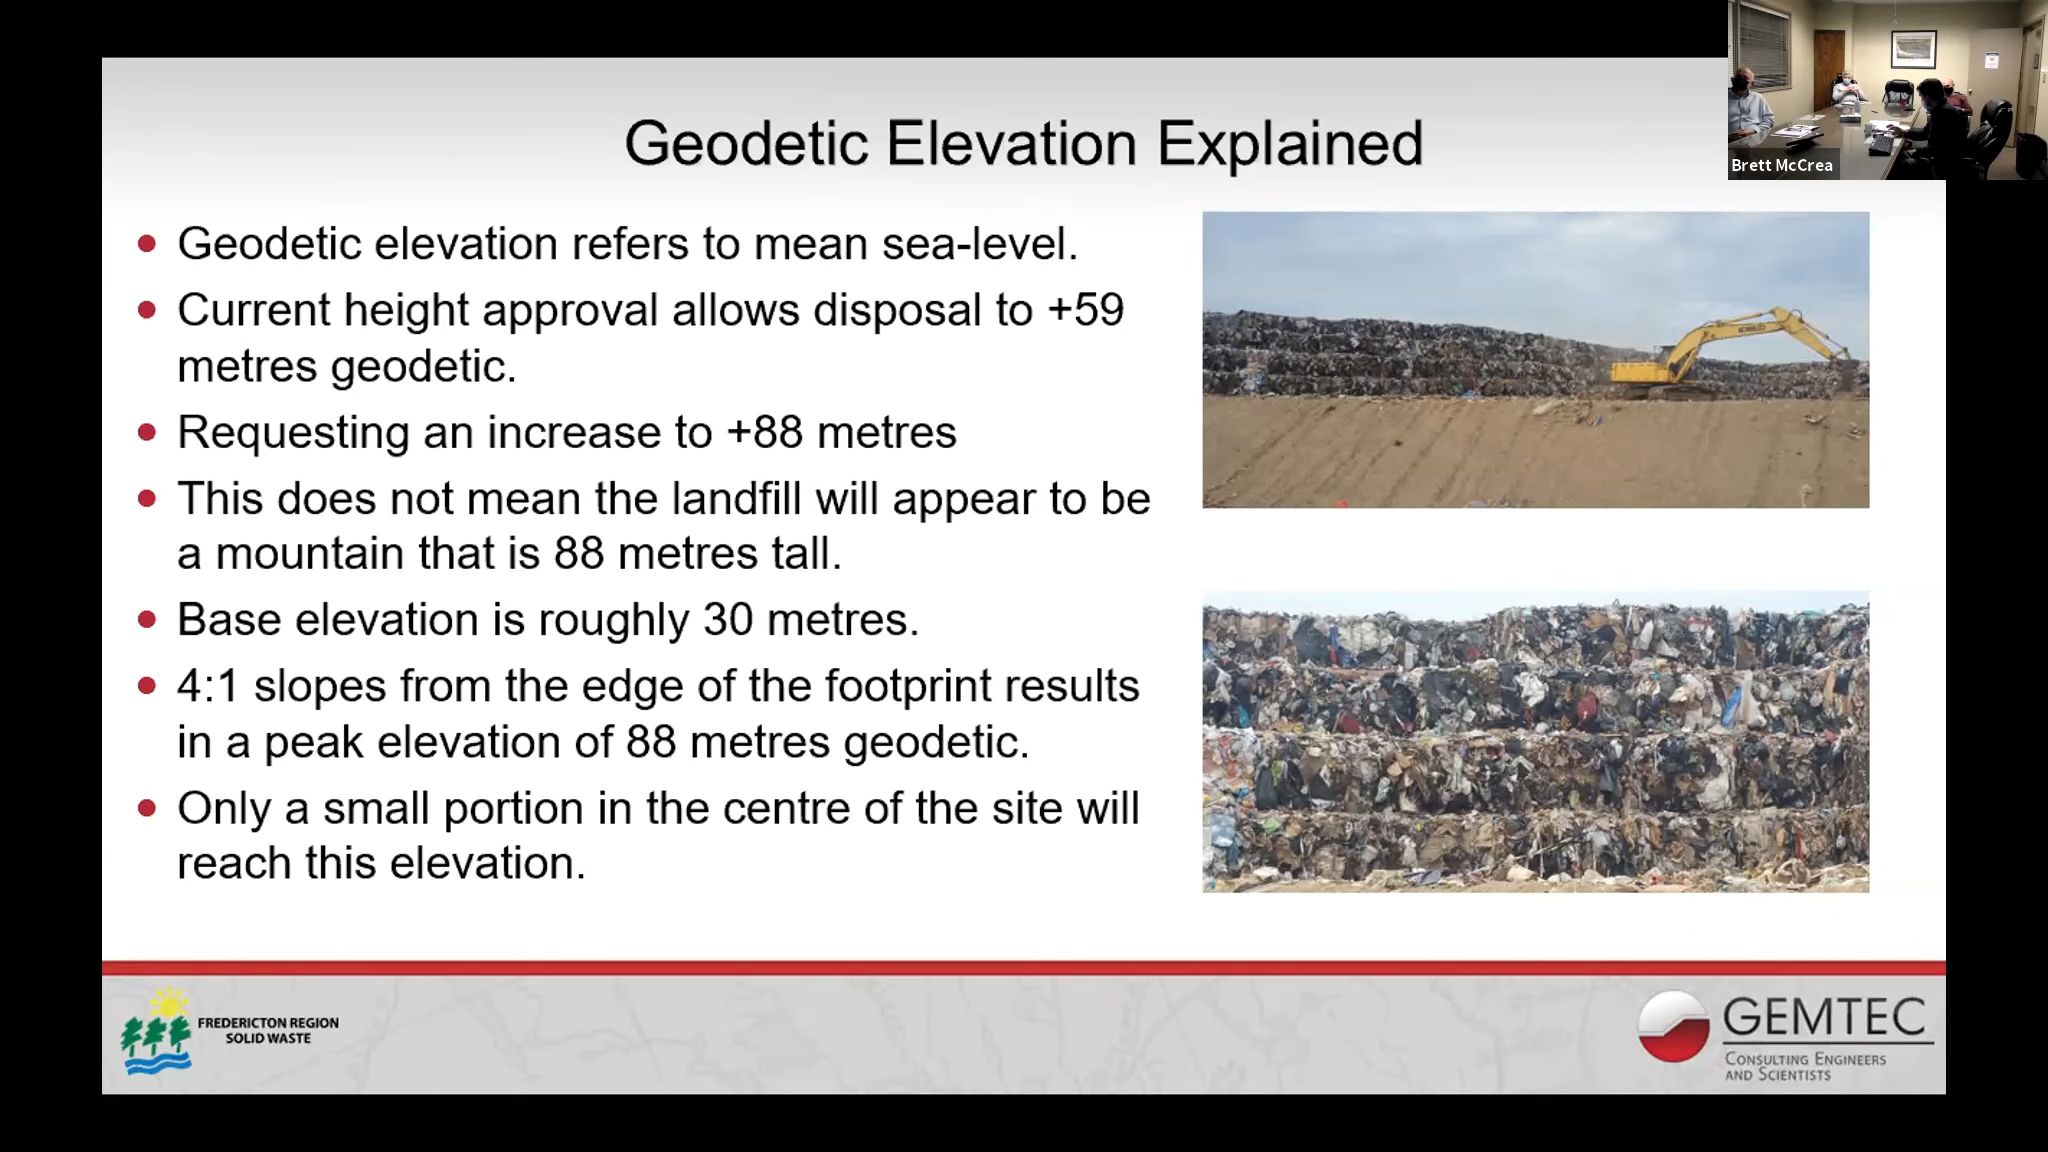 Geodetic Elevation Explained
Brett McCrea
• Geodetic elevation refers to mean sea-level.
• Current height approval allows disposal to +59
metres geodetic.
• Requesting an increase to +88 metres
• This does not mean the landfill will appear to be
a mountain that is 88 metres tall.
• Base elevation is roughly 30 metres.
• 4:1 slopes from the edge of the footprint results
in a peak elevation of 88 metres geodetic.
• Only a small portion in the centre of the site will
reach this elevation.
FREDERICTON REGION
SOLID WASTE
GEMTEC
CONSULTING ENGINEERS
AND SCIENTISTS